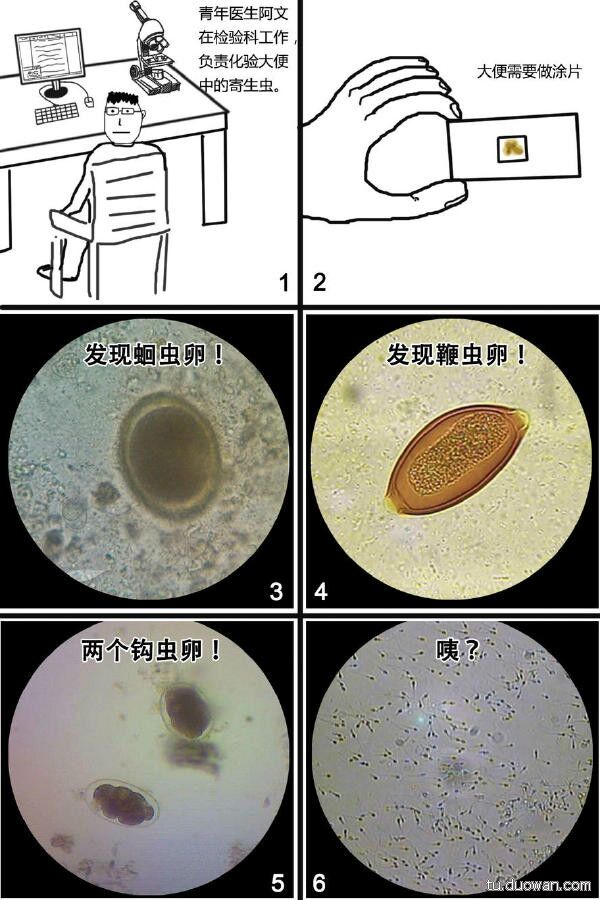 青年医生阿文
在检验科工作，
负责化验大便
中的寄生虫。
1
大便需要做涂片
2
发现蛔虫卵！
3
发现鞭虫卵！
4
两个钩虫卵！
5
咦？
6
tu.duowan.com